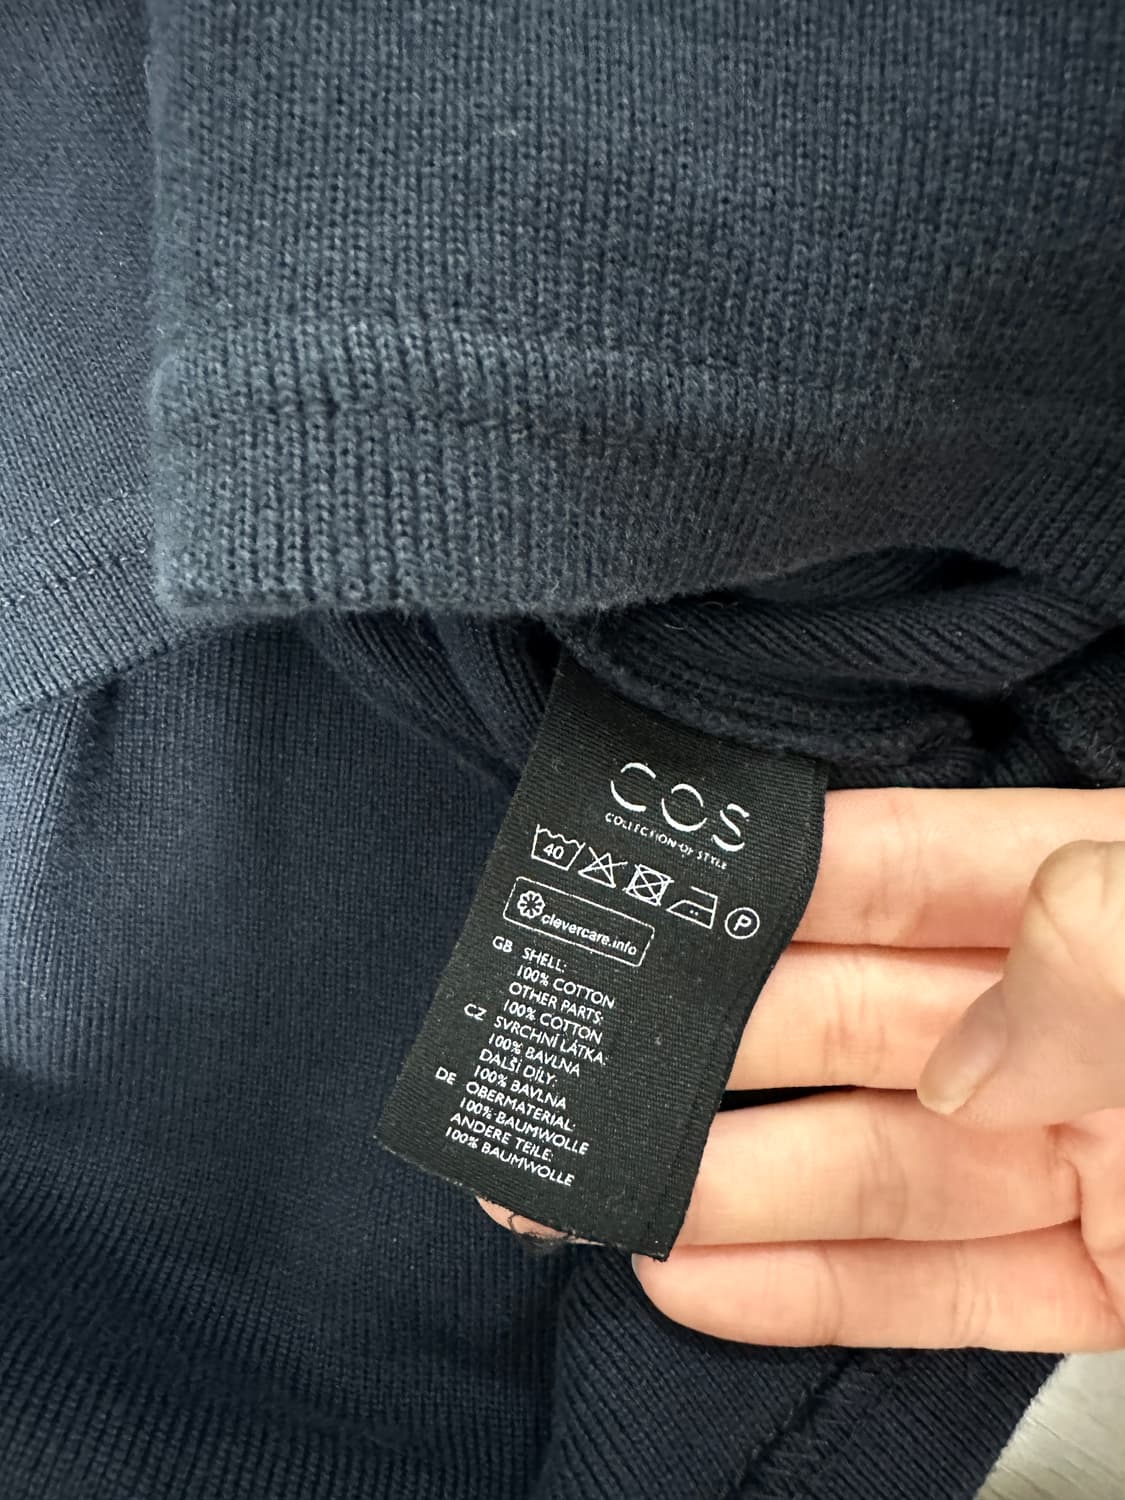 COS
COLLECTION OF STYLE
40 P
clevercare.info
GB SHELL:
100% COTTON
OTHER PARTS:
100% COTTON
CZ SVRCHNÍ LÁTKA:
100% BAVLNA
DALŠÍ DÍLY:
100% BAVLNA
DE OBERMATERIAL:
100% BAUMWOLLE
ANDERE TEILE:
100% BAUMWOLLE